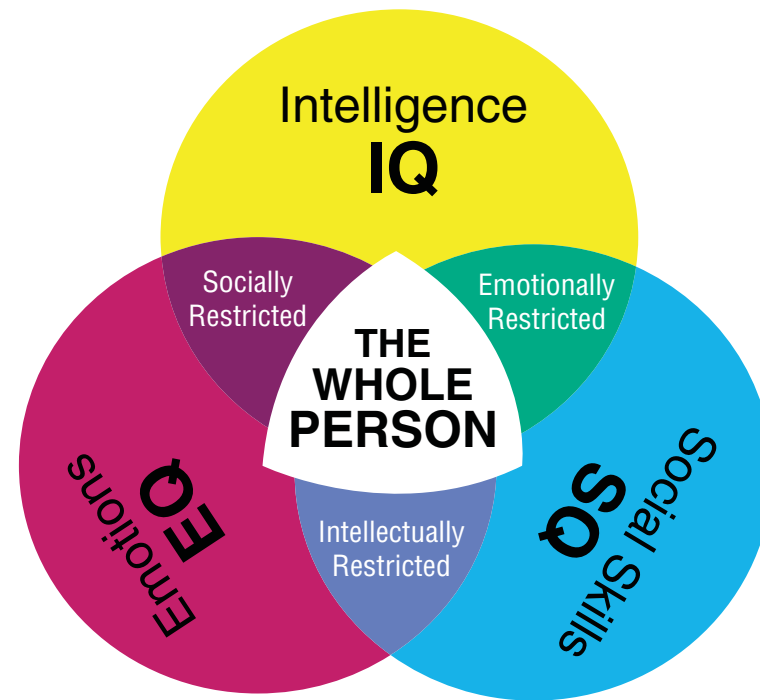 Intelligence
IQ
Socially
Restricted
Emotionally
Restricted
THE
WHOLE
PERSON
Emotions
EQ
SQ
Social Skills
Intellectually
Restricted